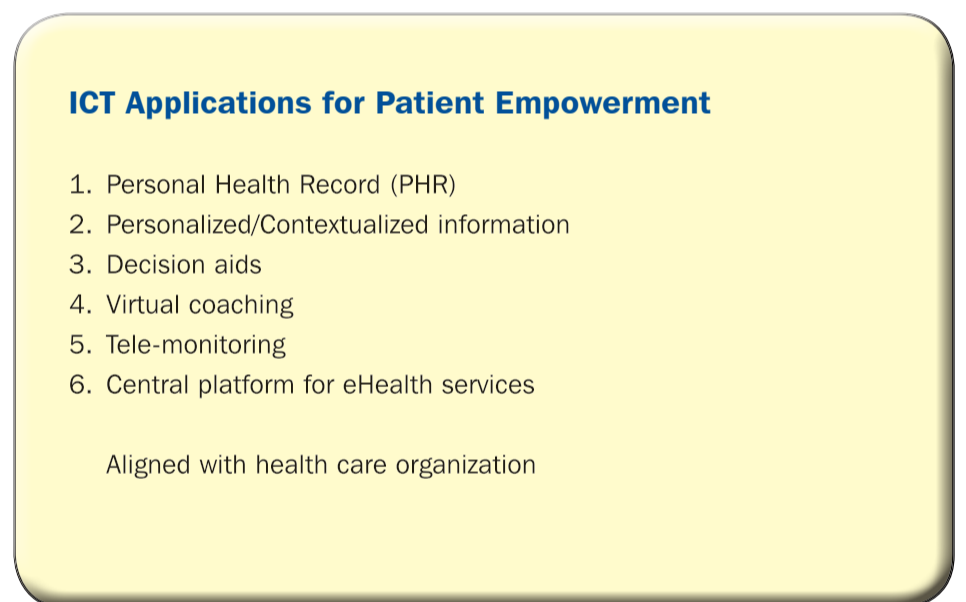 ICT Applications for Patient Empowerment
1. Personal Health Record (PHR)
2. Personalized/Contextualized information
3. Decision aids
4. Virtual coaching
5. Tele-monitoring
6. Central platform for eHealth services
Aligned with health care organization